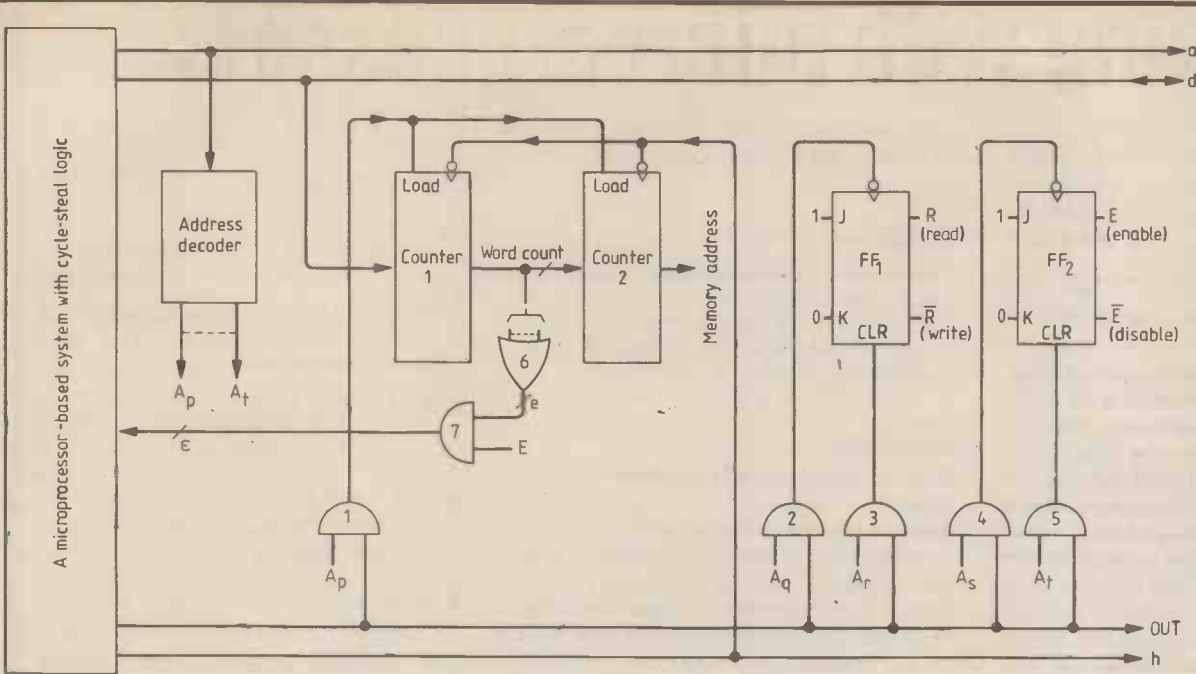 A microprocessor-based system with cycle-steal logic
a
d
Address
decoder
Load
Load
Counter
1
Word count
Counter
2
Memory address
1
J
R
(read)
FF₁
0
K
R̅
(write)
CLR
1
J
E
(enable)
FF₂
0
K
E̅
(disable)
CLR
Aₚ
Aₜ
6
e
7
E
ε
1
2
3
4
5
Aₚ
A_q
Aᵣ
Aₛ
Aₜ
OUT
h